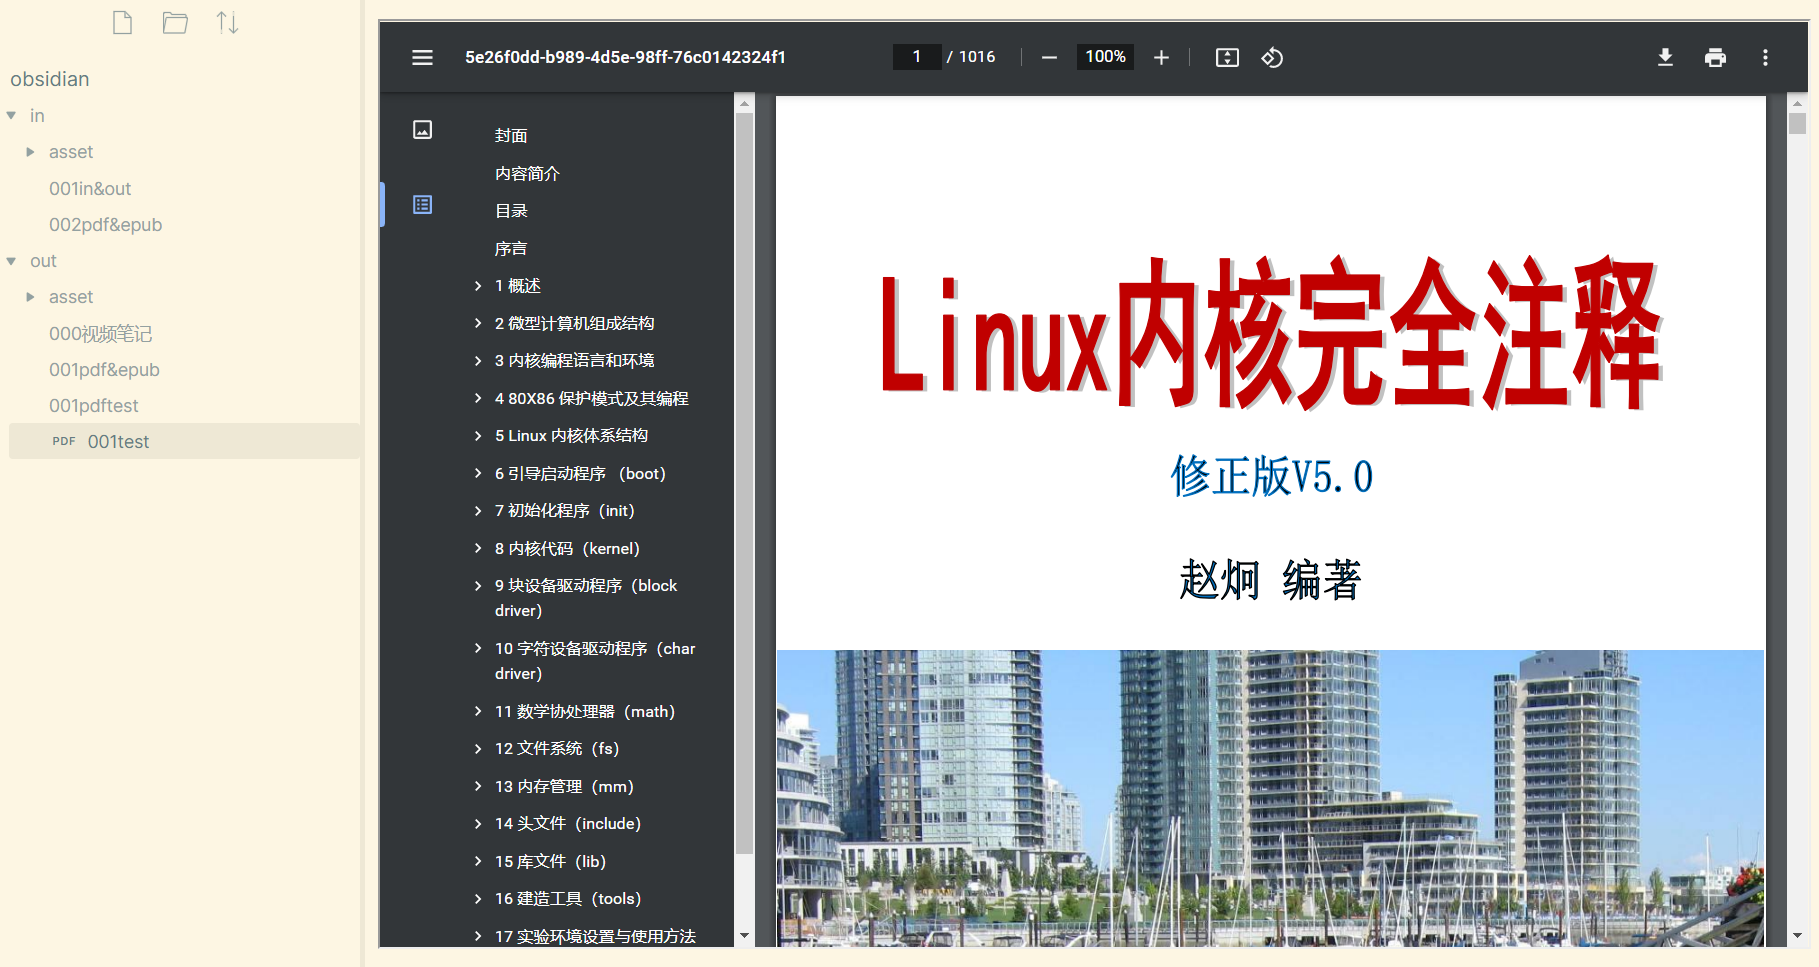 obsidian
in
asset
001in&out
002pdf&epub
out
asset
000视频笔记
001pdf&epub
001pdftest
PDF 001test
5e26f0dd-b989-4d5e-98ff-76c0142324f1
1 / 1016
100%
封面
内容简介
目录
序言
1 概述
2 微型计算机组成结构
3 内核编程语言和环境
4 80X86 保护模式及其编程
5 Linux 内核体系结构
6 引导启动程序 （boot）
7 初始化程序（init）
8 内核代码（kernel）
9 块设备驱动程序（block
driver）
10 字符设备驱动程序（char
driver）
11 数学协处理器（math）
12 文件系统（fs）
13 内存管理（mm）
14 头文件（include）
15 库文件（lib）
16 建造工具（tools）
17 实验环境设置与使用方法
Linux内核完全注释
修正版V5.0
赵炯 编著